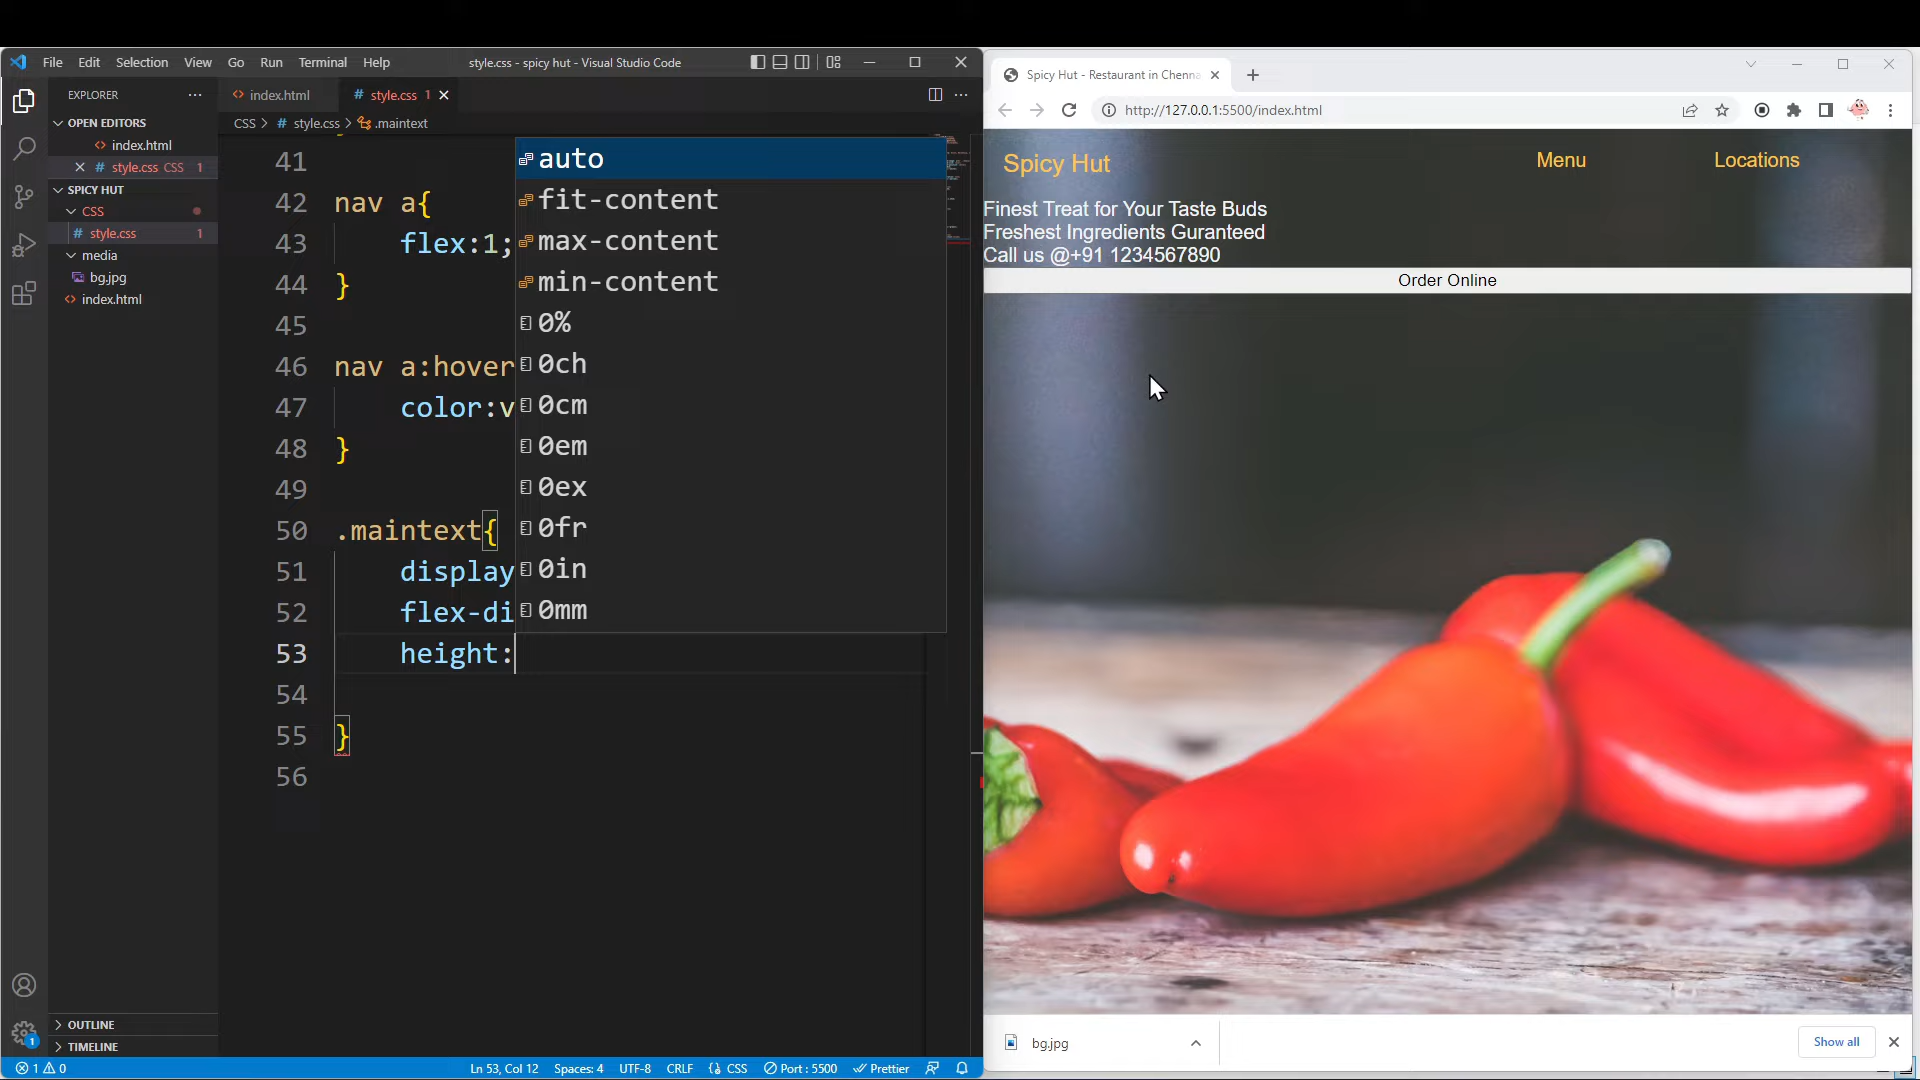 File Edit Selection View Go Run Terminal Help
style.css - spicy hut - Visual Studio Code
EXPLORER
OPEN EDITORS
index.html
style.css CSS 1
SPICY HUT
CSS
style.css 1
media
bg.jpg
index.html
OUTLINE
TIMELINE
index.html
# style.css 1
CSS > # style.css > .maintext
41
42 nav a{
43 flex:1;
44 }
45
46 nav a:hover
47 color:v
48 }
49
50 .maintext{
51 display
52 flex-di
53 height:
54
55 }
56
auto
fit-content
max-content
min-content
0%
0ch
0cm
0em
0ex
0fr
0in
0mm
1 0 Ln 53, Col 12 Spaces: 4 UTF-8 CRLF {} CSS Port : 5500 Prettier
1
Spicy Hut - Restaurant in Chenna
http://127.0.0.1:5500/index.html
Spicy Hut Menu Locations
Finest Treat for Your Taste Buds
Freshest Ingredients Guranteed
Call us @+91 1234567890
Order Online
bg.jpg
Show all